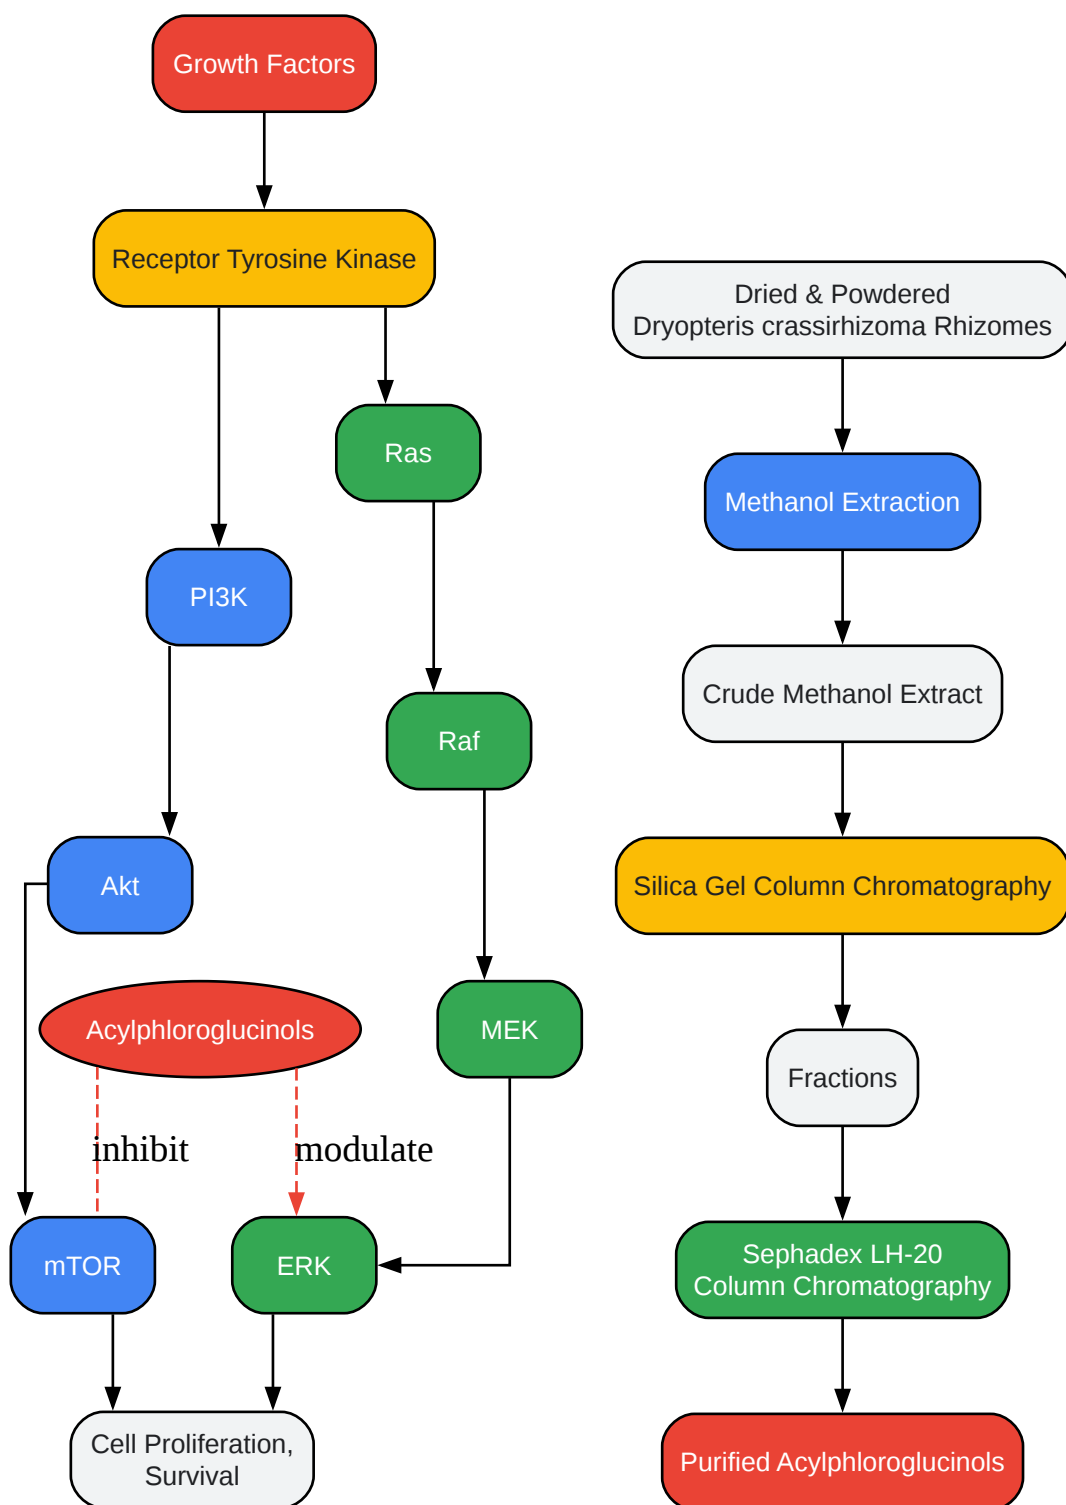 Growth Factors
Receptor Tyrosine Kinase
Ras
PI3K
Raf
Akt
MEK
Acylphloroglucinols
inhibit
modulate
mTOR
ERK
Cell Proliferation,
Survival
Dried & Powdered
Dryopteris crassirhizoma Rhizomes
Methanol Extraction
Crude Methanol Extract
Silica Gel Column Chromatography
Fractions
Sephadex LH-20
Column Chromatography
Purified Acylphloroglucinols